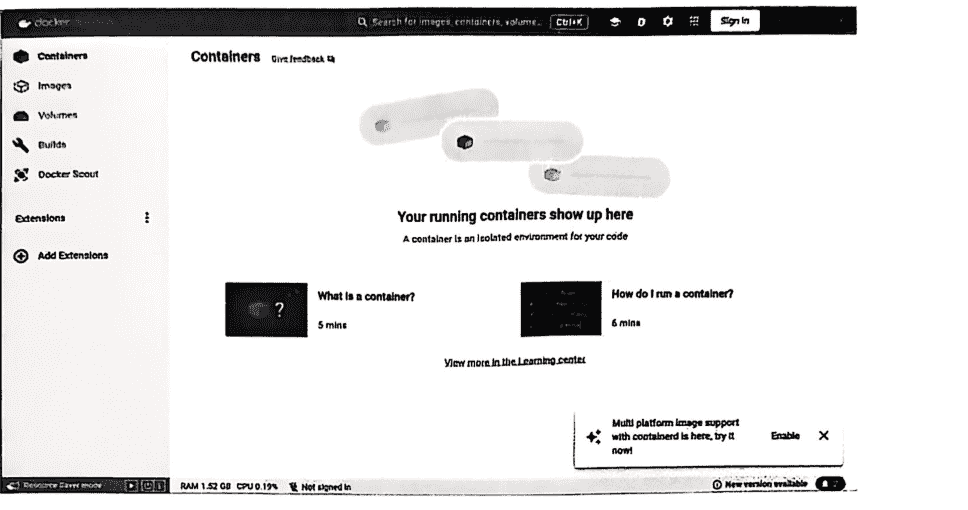 docker
Search for images, containers, volume... Ctrl+K
D
Sign in
Containers
Images
Volumes
Builds
Docker Scout
Extensions
Add Extensions
Containers Give feedback
Your running containers show up here
A container is an isolated environment for your code
What is a container?
5 mins
How do I run a container?
6 mins
View more in the Learning center
Multi platform image support
with containerd is here, try it
now!
Enable
Resource Saver mode
RAM 1.52 GB CPU 0.19% Not signed in
New version available